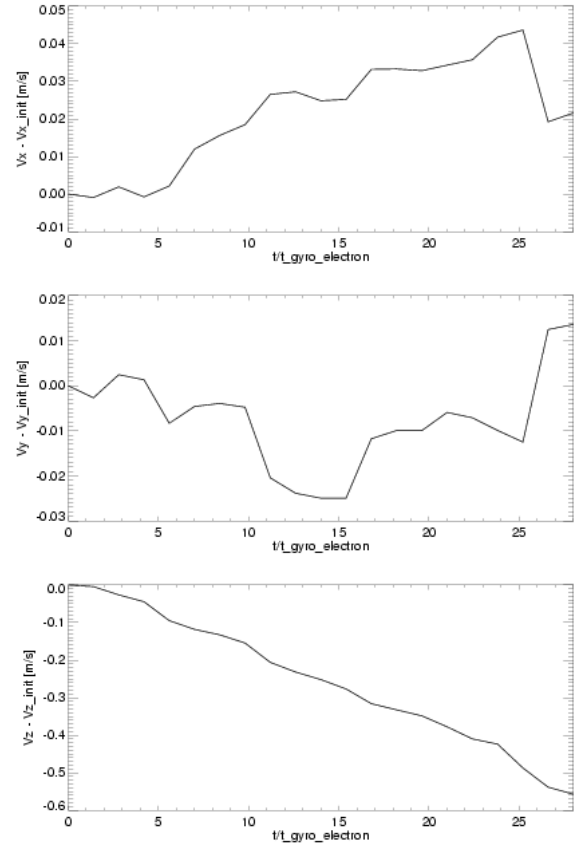 0.05
0.04
0.03
0.02
0.01
0.00
-0.01
Vx - Vx_init [m/s]
0 5 10 15 20 25
t/t_gyro_electron
0.02
0.01
0.00
-0.01
-0.02
-0.03
Vy - Vy_init [m/s]
0 5 10 15 20 25
t/t_gyro_electron
0.0
-0.1
-0.2
-0.3
-0.4
-0.5
-0.6
Vz - Vz_init [m/s]
0 5 10 15 20 25
t/t_gyro_electron